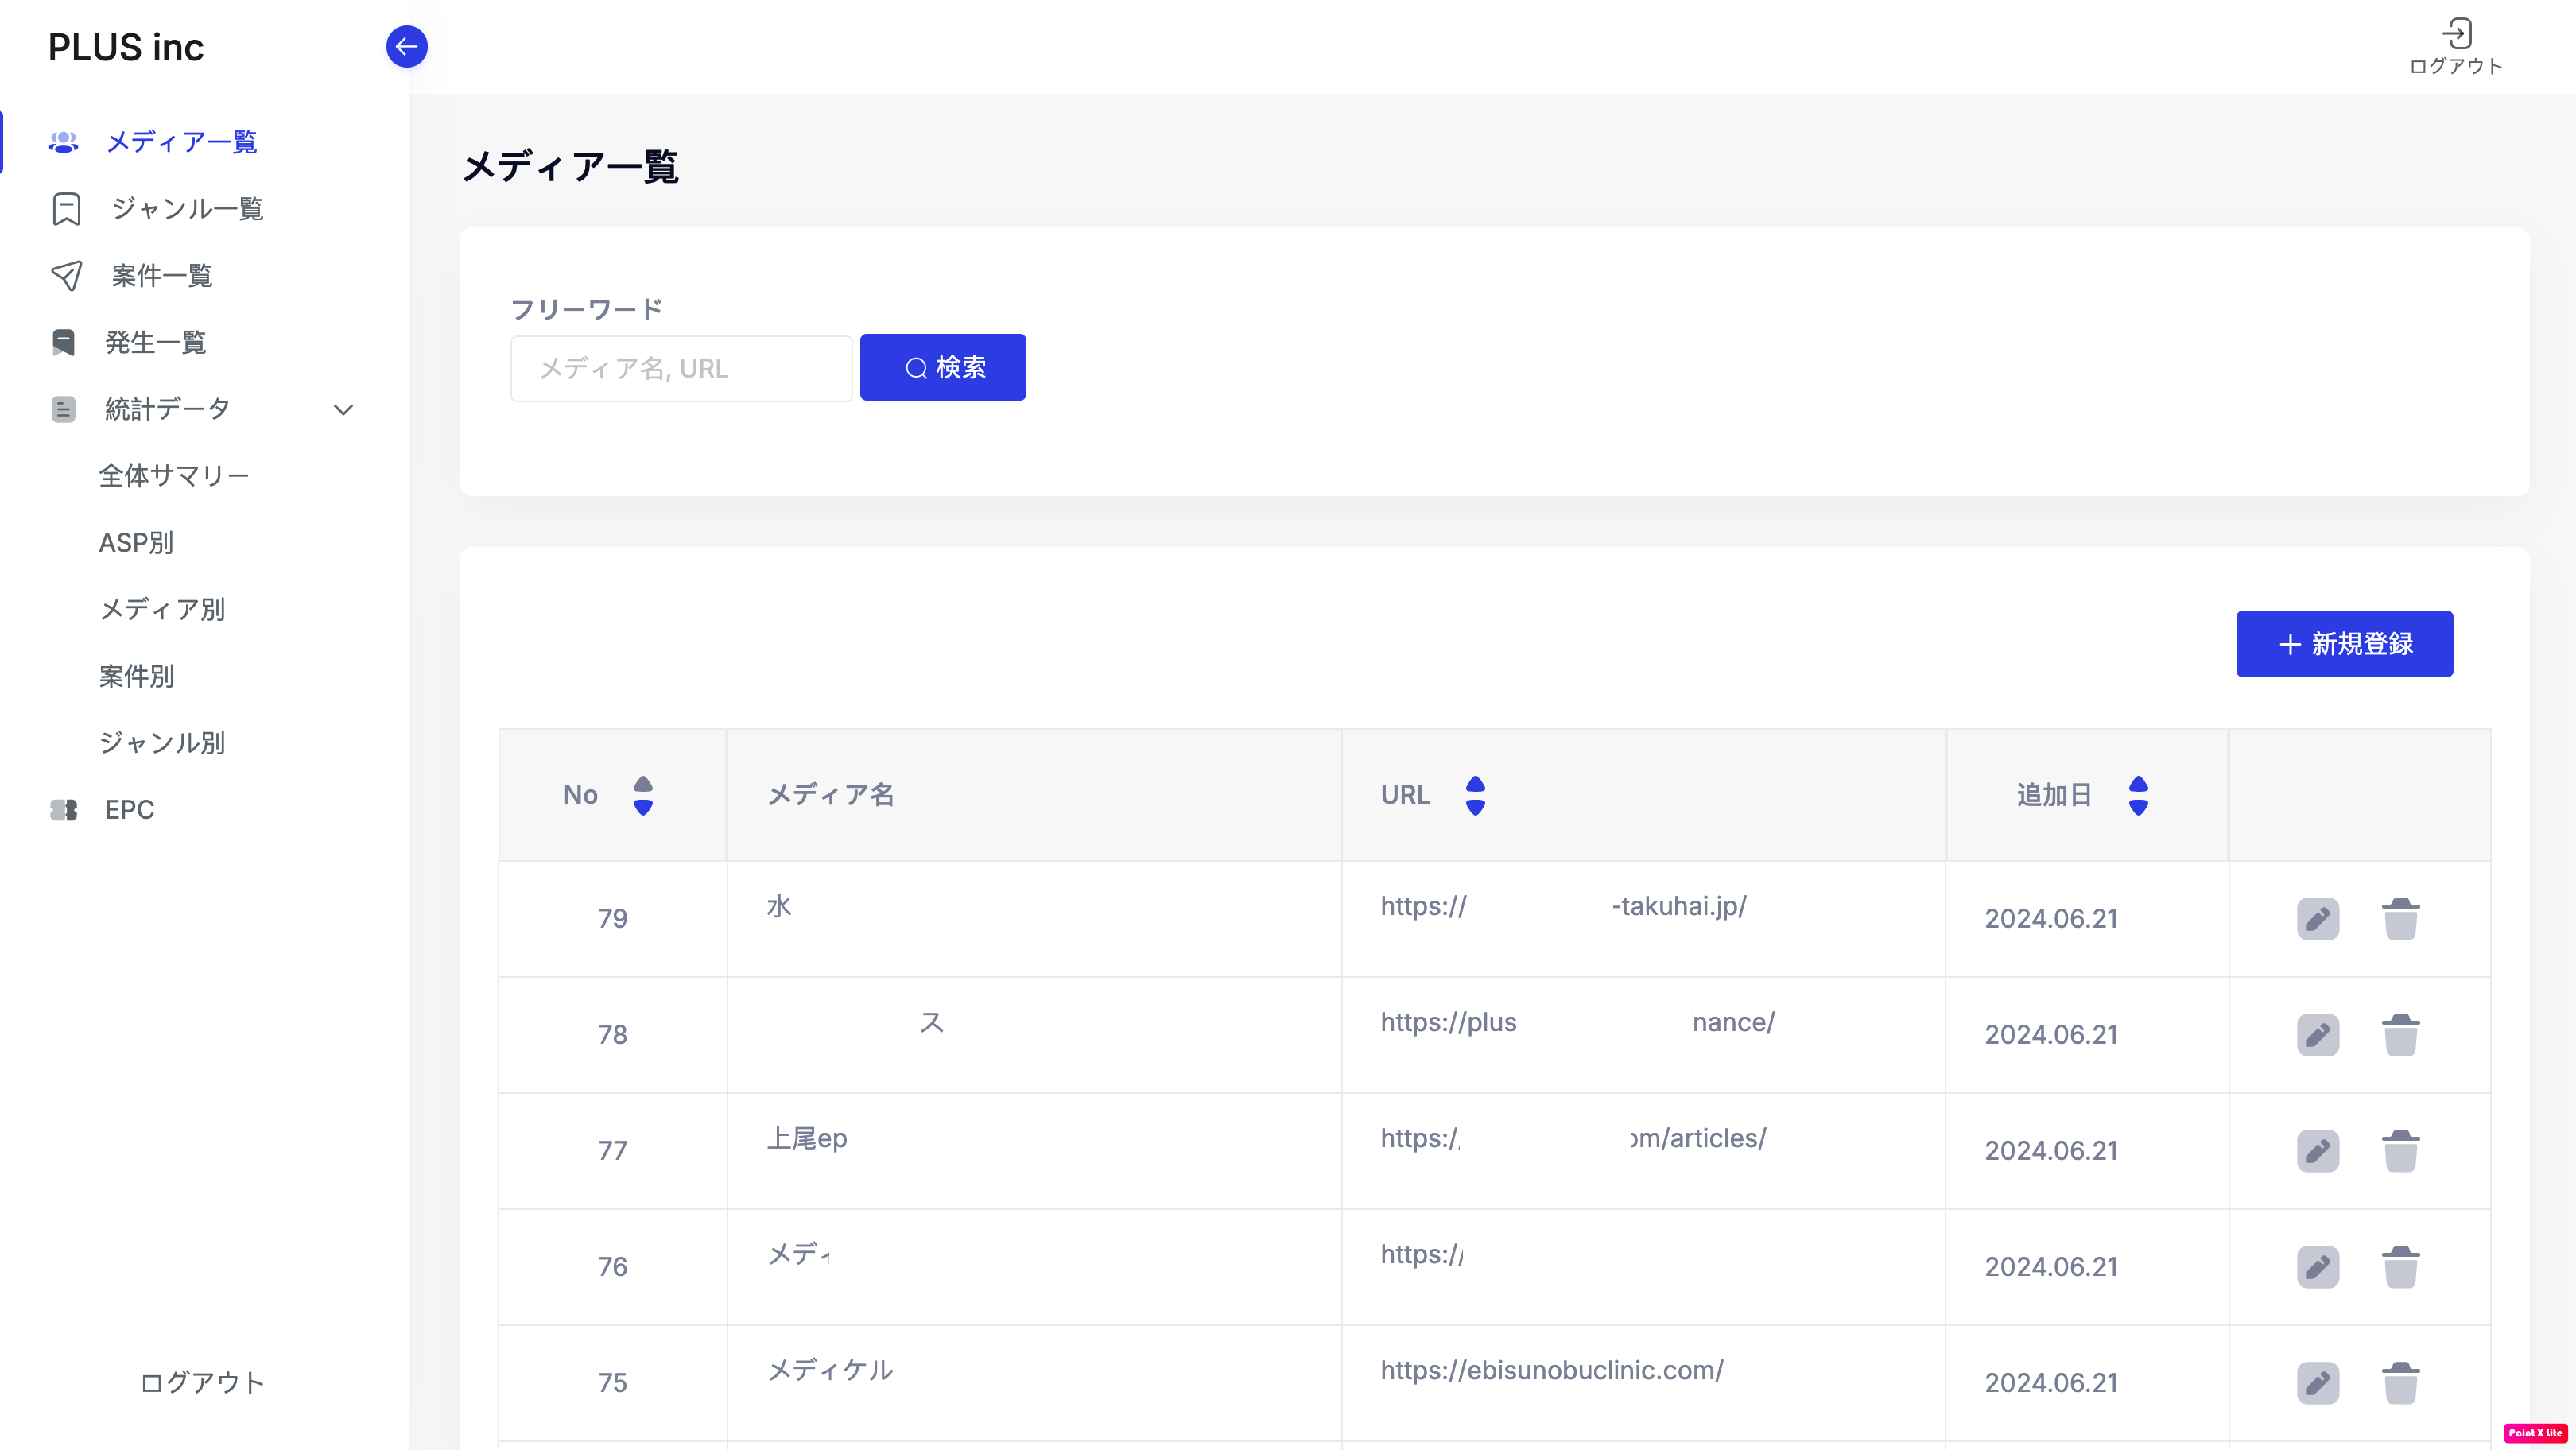 PLUS inc
ログアウト
メディア一覧
ジャンル一覧
案件一覧
発生一覧
統計データ
全体サマリー
ASP別
メディア別
案件別
ジャンル別
EPC
ログアウト
メディア一覧
フリーワード
メディア名, URL
検索
新規登録
No メディア名 URL 追加日
79 水 https:// -takuhai.jp/ 2024.06.21
78 ス https://plus nance/ 2024.06.21
77 上尾ep https:/ om/articles/ 2024.06.21
76 メディ https:// 2024.06.21
75 メディケル https://ebisunobuclinic.com/ 2024.06.21
Paint X Lite